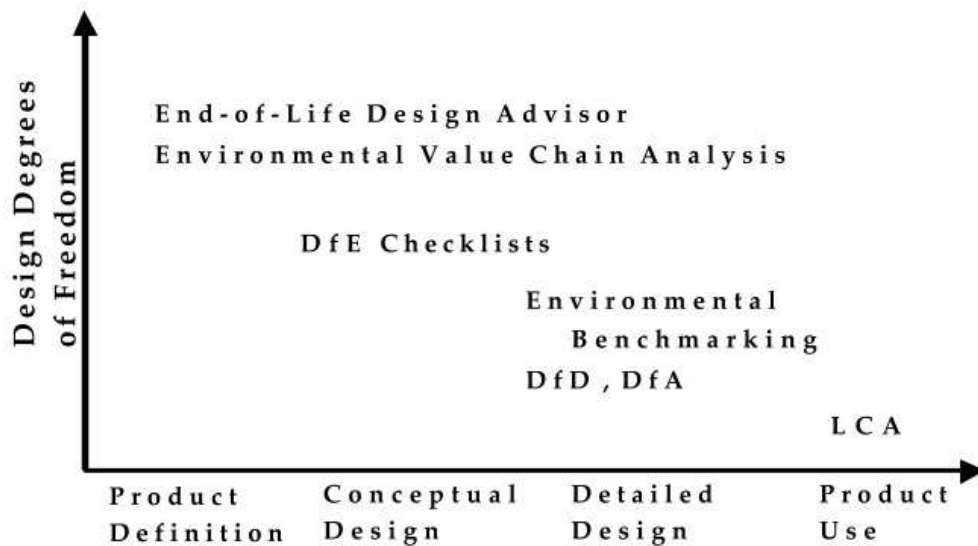 Design Degrees
of Freedom
End-of-Life Design Advisor
Environmental Value Chain Analysis
DfE Checklists
Environmental
Benchmarking
DfD , DfA
LCA
Product
Definition
Conceptual
Design
Detailed
Design
Product
Use